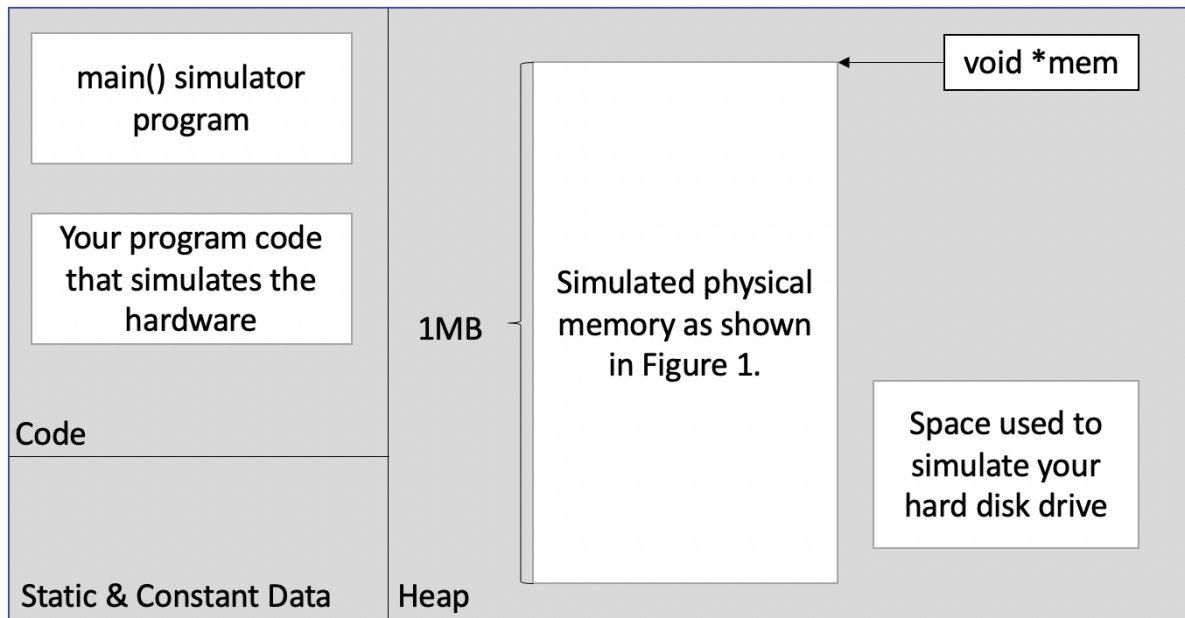 main() simulator
program
Your program code
that simulates the
hardware
Code
Static & Constant Data
void *mem
1MB
Simulated physical
memory as shown
in Figure 1.
Space used to
simulate your
hard disk drive
Heap